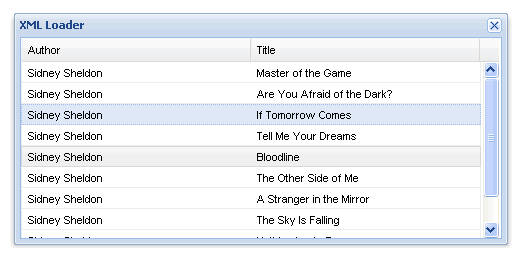 XML Loader
Author Title
Sidney Sheldon Master of the Game
Sidney Sheldon Are You Afraid of the Dark?
Sidney Sheldon If Tomorrow Comes
Sidney Sheldon Tell Me Your Dreams
Sidney Sheldon Bloodline
Sidney Sheldon The Other Side of Me
Sidney Sheldon A Stranger in the Mirror
Sidney Sheldon The Sky Is Falling